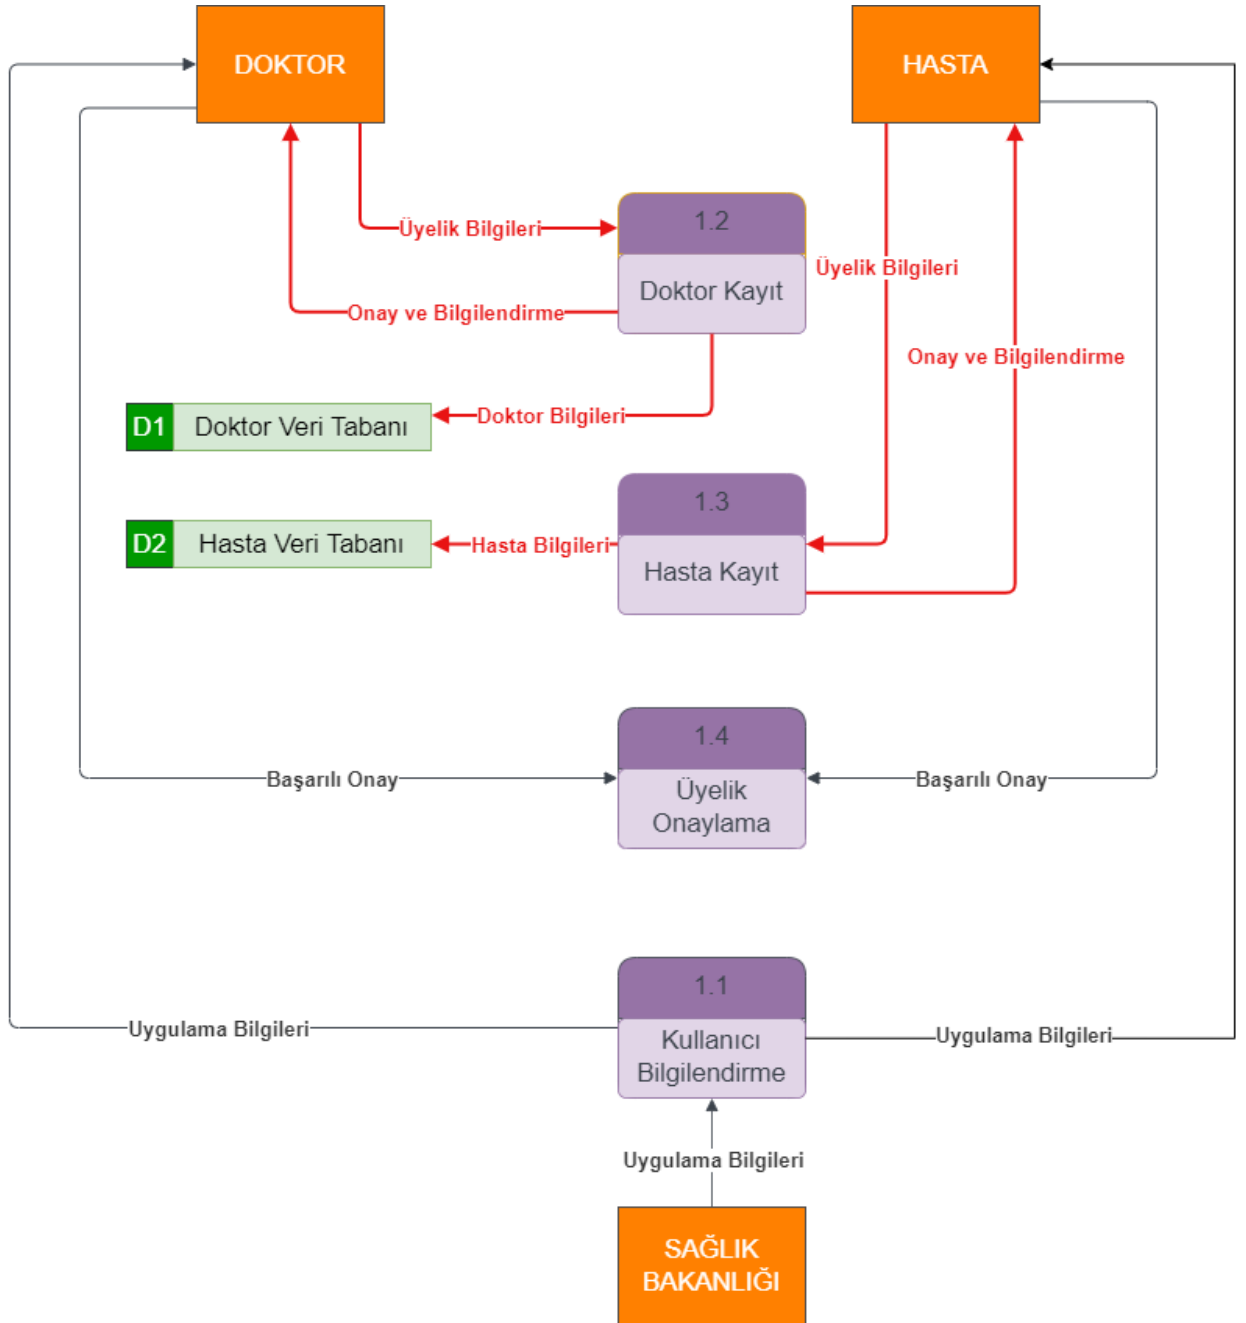 DOKTOR
HASTA
1.2
Üyelik Bilgileri
Üyelik Bilgileri
Doktor Kayıt
Onay ve Bilgilendirme
Onay ve Bilgilendirme
D1
Doktor Veri Tabanı
Doktor Bilgileri
1.3
D2
Hasta Veri Tabanı
Hasta Bilgileri
Hasta Kayıt
1.4
Başarılı Onay
Başarılı Onay
Üyelik
Onaylama
1.1
Uygulama Bilgileri
Uygulama Bilgileri
Kullanıcı
Bilgilendirme
Uygulama Bilgileri
SAĞLIK
BAKANLIĞI